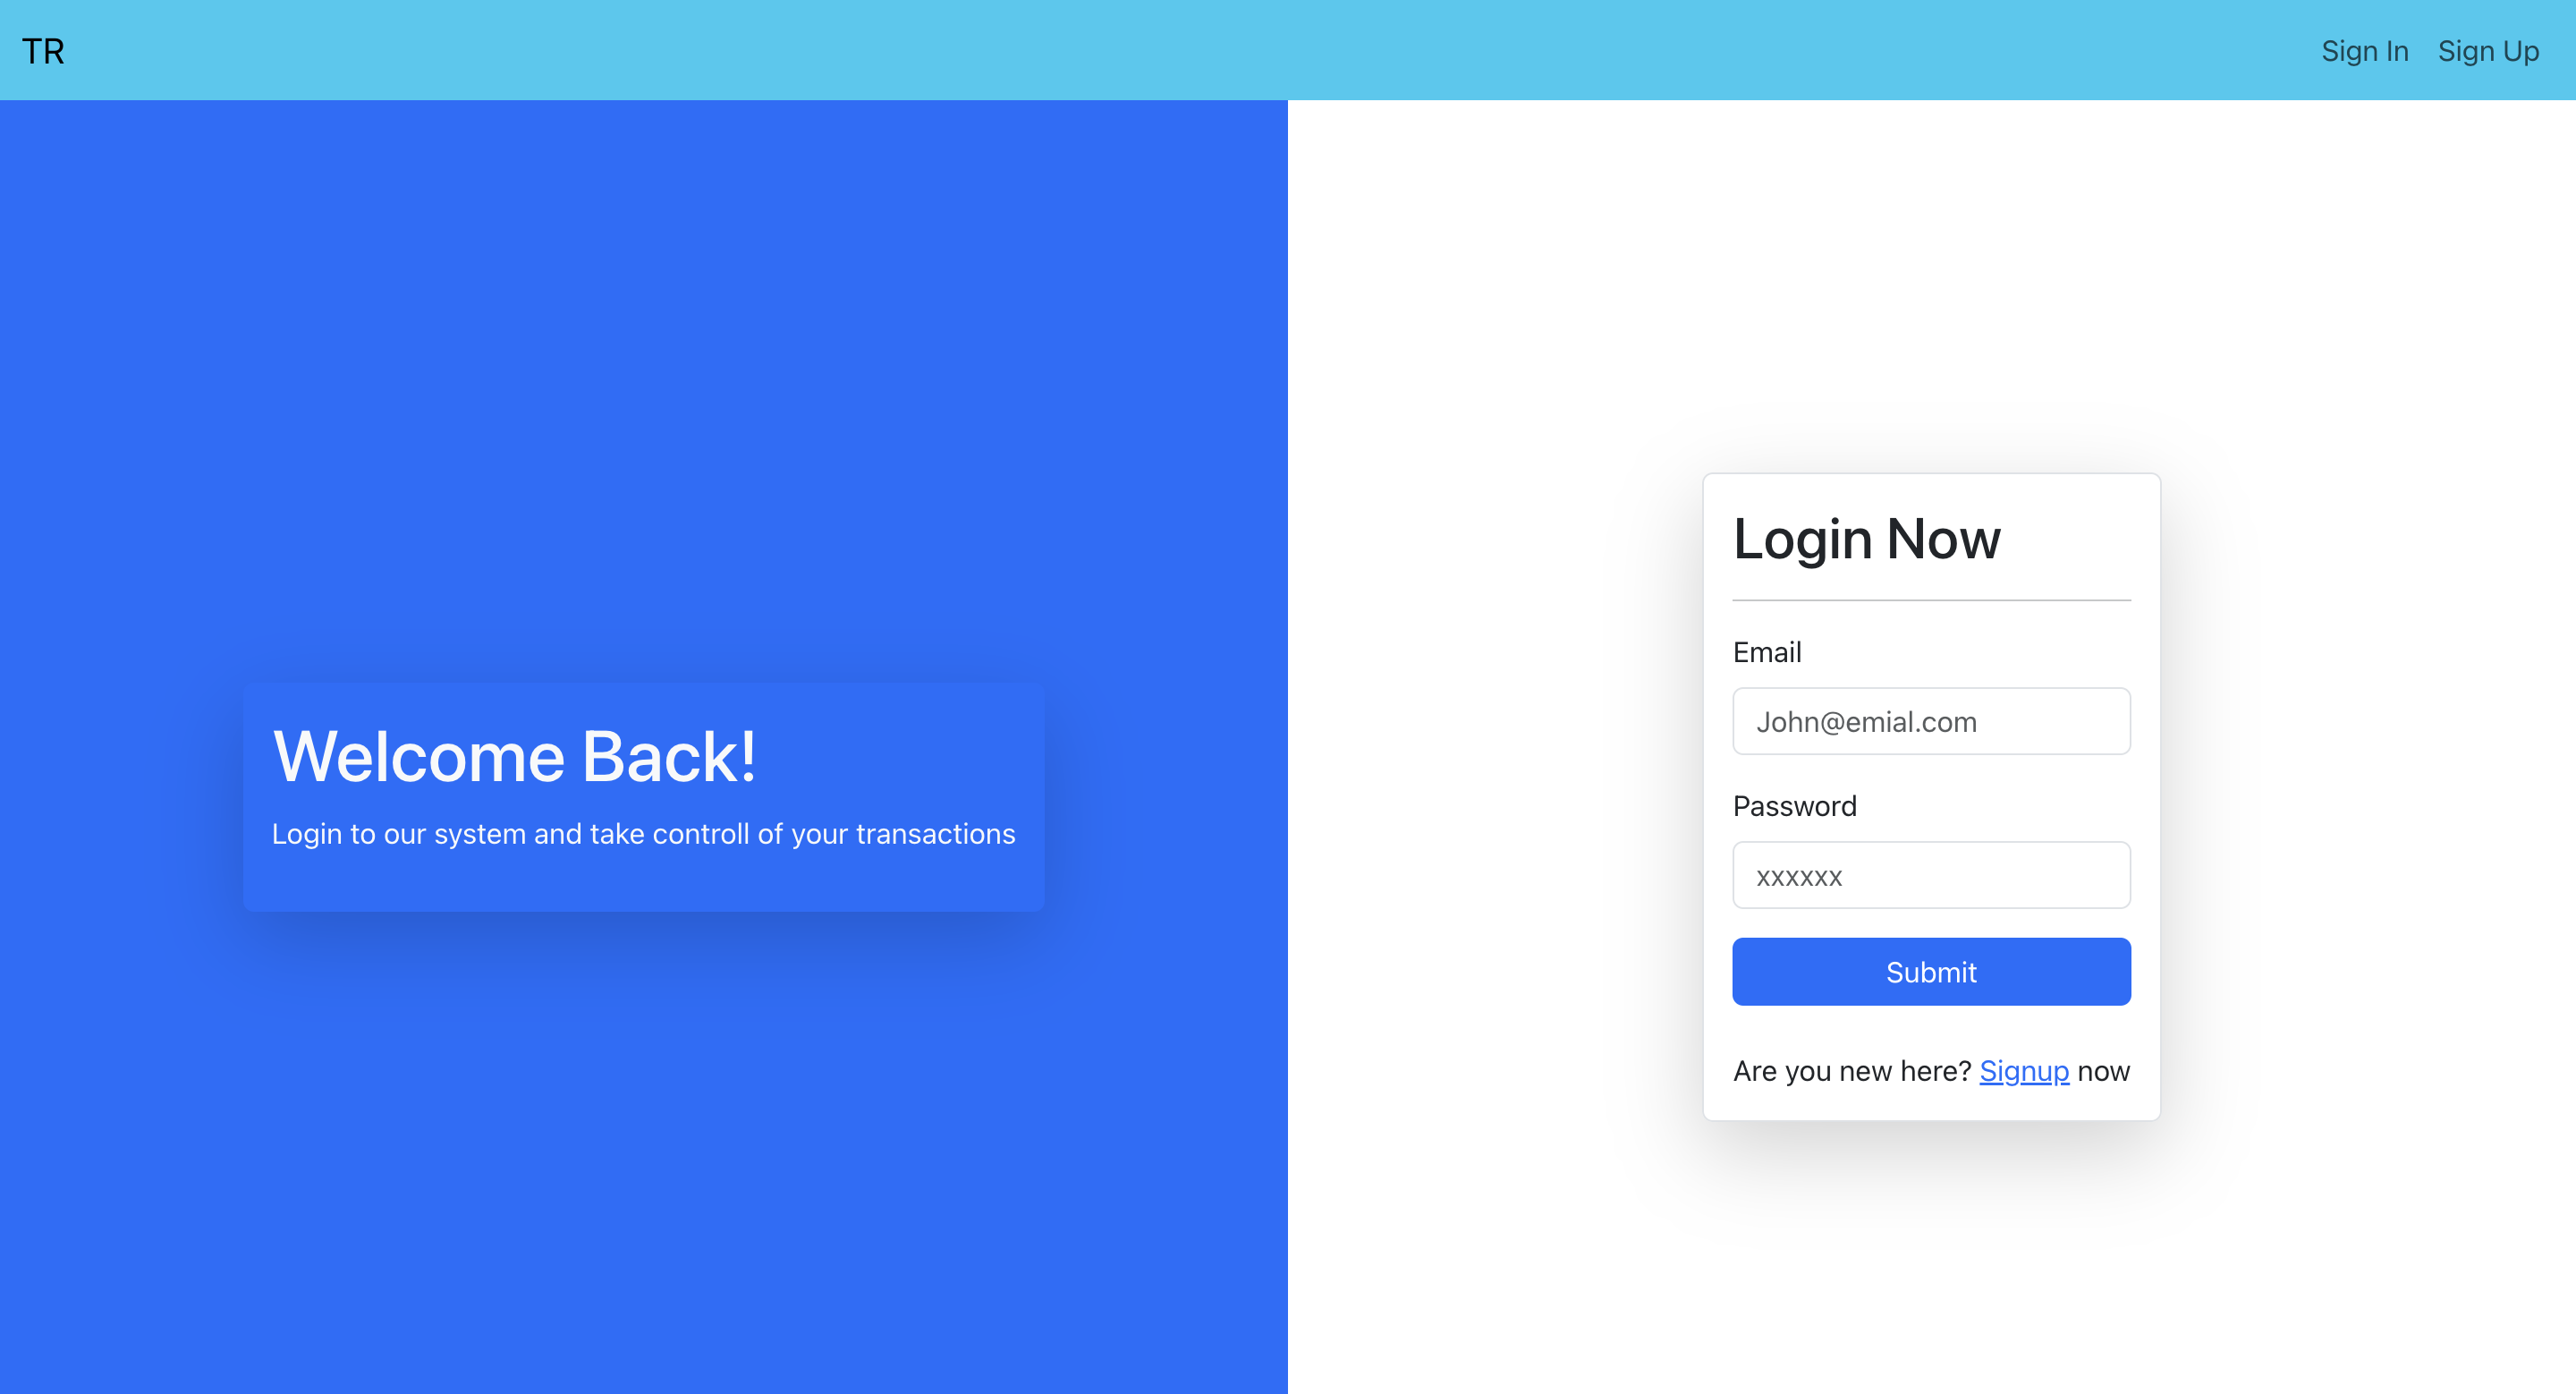 TR
Sign In Sign Up
Welcome Back!
Login to our system and take controll of your transactions
Login Now
Email
John@emial.com
Password
xxxxxx
Submit
Are you new here? Signup now